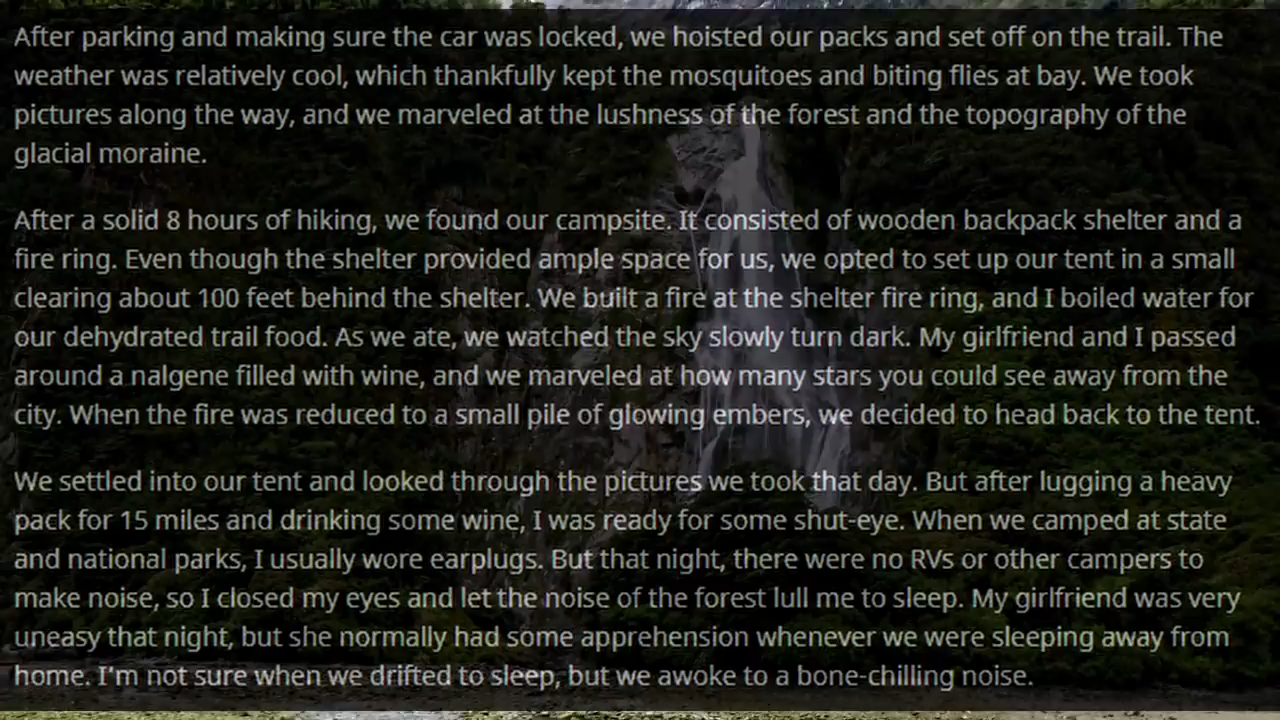 After parking and making sure the car was locked, we hoisted our packs and set off on the trail. The
weather was relatively cool, which thankfully kept the mosquitoes and biting flies at bay. We took
pictures along the way, and we marveled at the lushness of the forest and the topography of the
glacial moraine.
After a solid 8 hours of hiking, we found our campsite. It consisted of wooden backpack shelter and a
fire ring. Even though the shelter provided ample space for us, we opted to set up our tent in a small
clearing about 100 feet behind the shelter. We built a fire at the shelter fire ring, and I boiled water for
our dehydrated trail food. As we ate, we watched the sky slowly turn dark. My girlfriend and I passed
around a nalgene filled with wine, and we marveled at how many stars you could see away from the
city. When the fire was reduced to a small pile of glowing embers, we decided to head back to the tent.
We settled into our tent and looked through the pictures we took that day. But after lugging a heavy
pack for 15 miles and drinking some wine, I was ready for some shut-eye. When we camped at state
and national parks, I usually wore earplugs. But that night, there were no RVs or other campers to
make noise, so I closed my eyes and let the noise of the forest lull me to sleep. My girlfriend was very
uneasy that night, but she normally had some apprehension whenever we were sleeping away from
home. I'm not sure when we drifted to sleep, but we awoke to a bone-chilling noise.